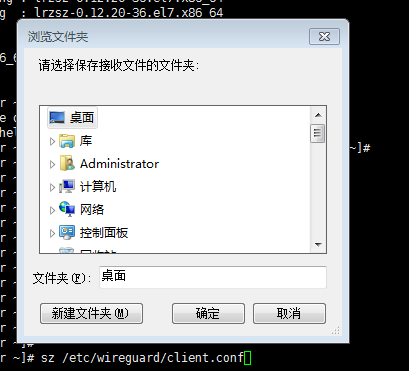 ng : lrzsz-0.12.20-36.el7.x86_64
浏览文件夹
请选择保存接收文件的文件夹:
桌面
库
Administrator
~]#
计算机
网络
控制面板
文件夹(F): 桌面
新建文件夹(M) 确定 取消
r ~]#
r ~]# sz /etc/wireguard/client.conf